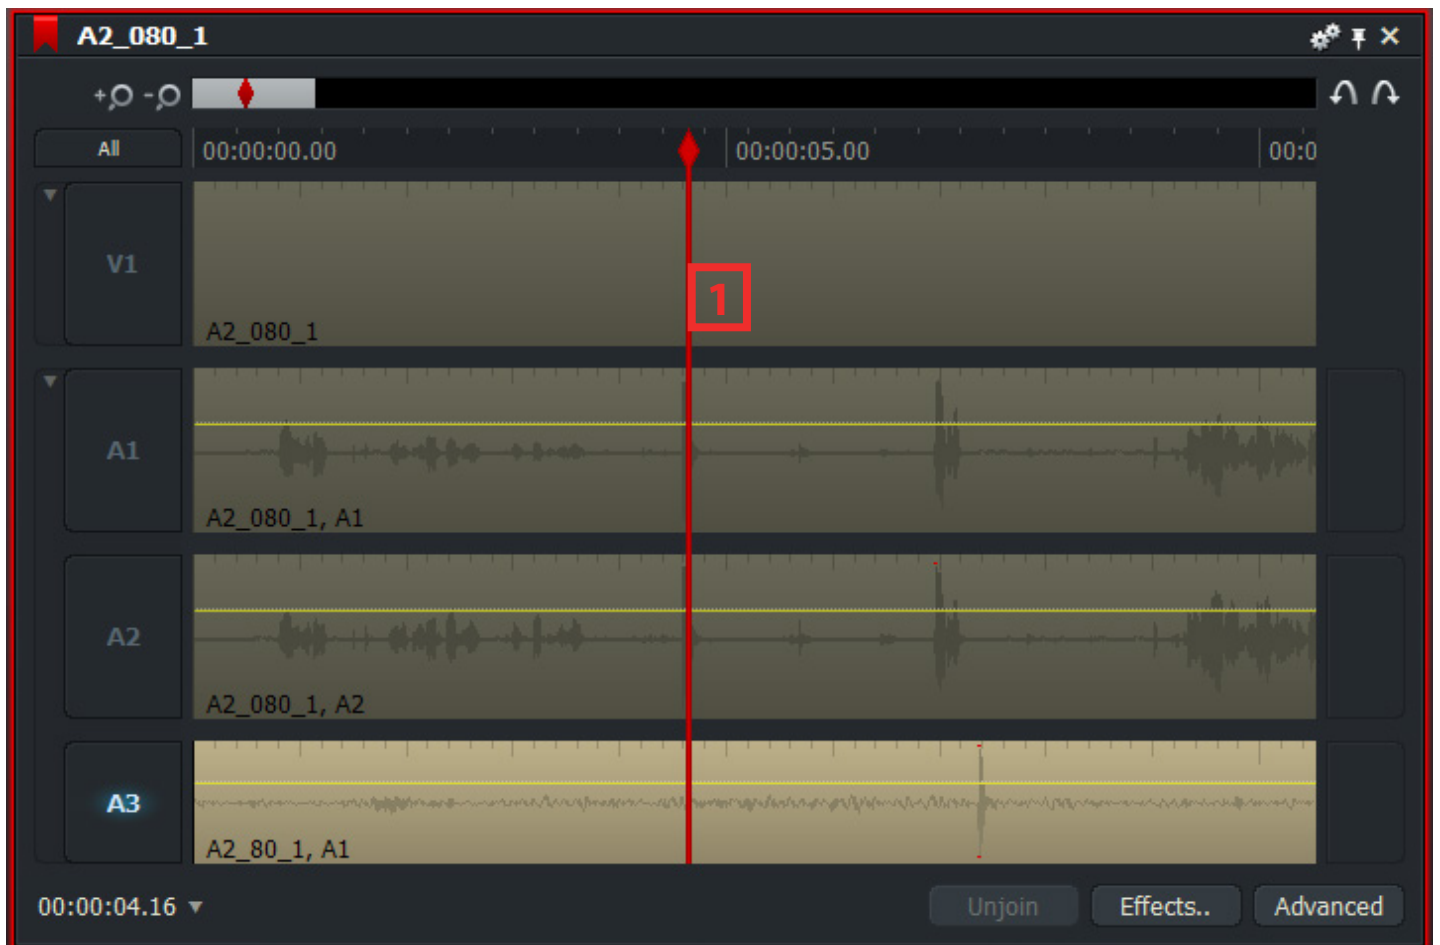 A2_080_1
All
00:00:00.00
00:00:05.00
00:0
V1
1
A2_080_1
A1
A2_080_1, A1
A2
A2_080_1, A2
A3
A2_80_1, A1
00:00:04.16
Unjoin
Effects..
Advanced